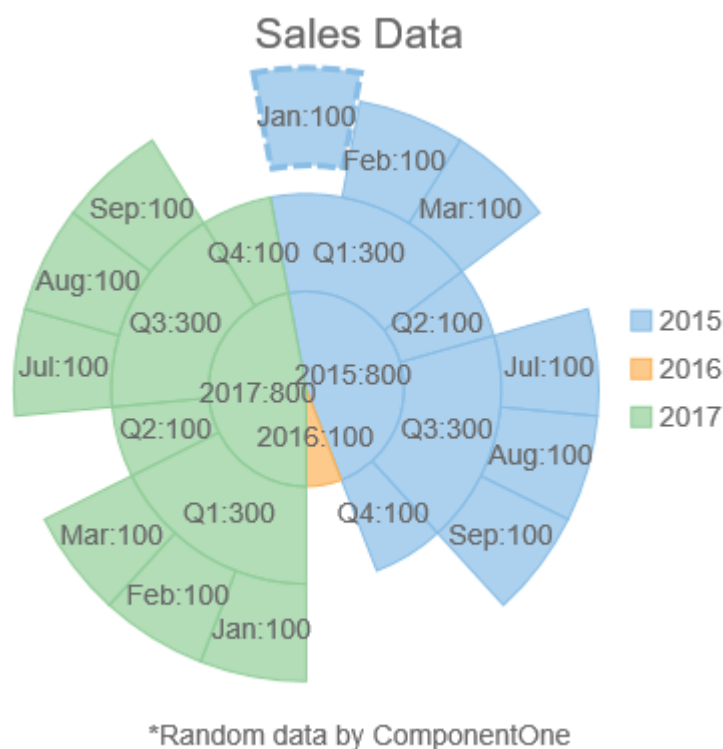 Sales Data
Jan:100
Feb:100
Mar:100
Sep:100
Q4:100
Q1:300
Aug:100
Q3:300
Q2:100
2015
Jul:100
2015:800
Jul:100
2016
2017:800
2017
Q2:100
2016:100
Q3:300
Aug:100
Q1:300
Q4:100
Mar:100
Sep:100
Feb:100
Jan:100
*Random data by ComponentOne